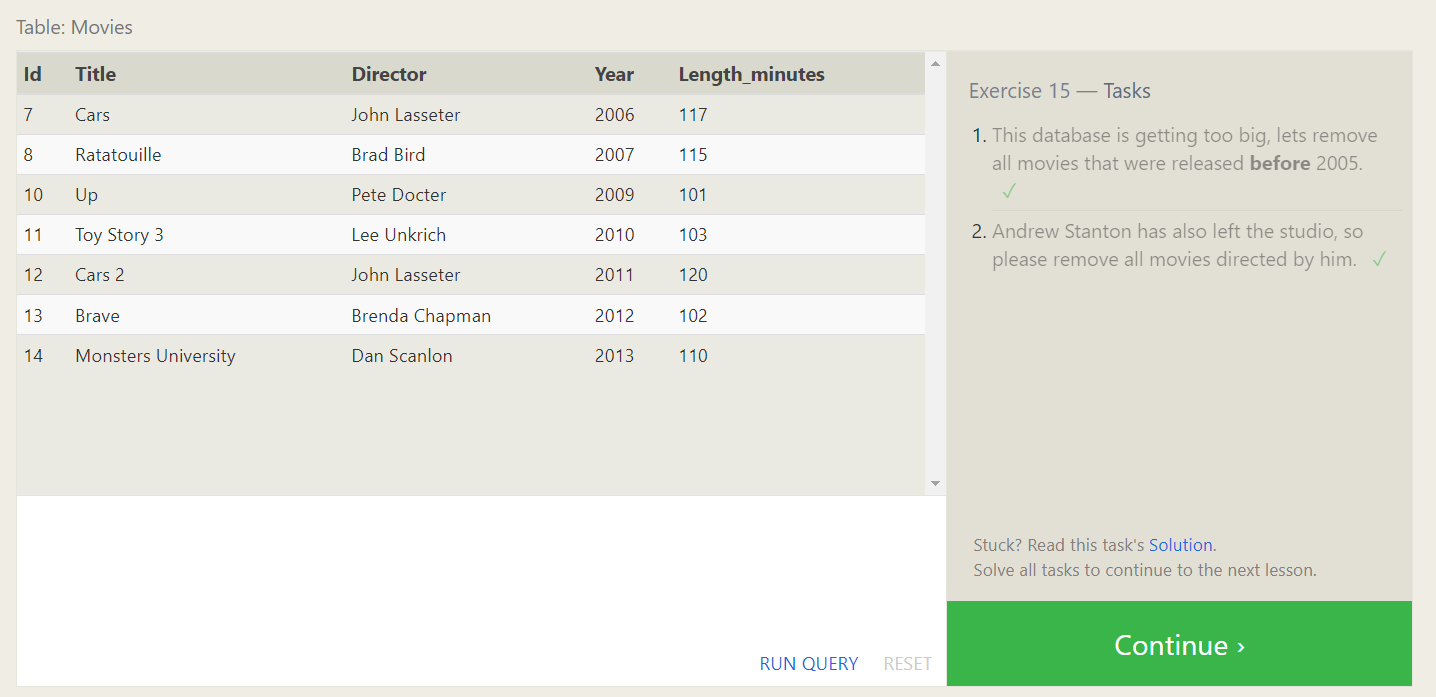 Table: Movies
Id Title Director Year Length_minutes
7 Cars John Lasseter 2006 117
8 Ratatouille Brad Bird 2007 115
10 Up Pete Docter 2009 101
11 Toy Story 3 Lee Unkrich 2010 103
12 Cars 2 John Lasseter 2011 120
13 Brave Brenda Chapman 2012 102
14 Monsters University Dan Scanlon 2013 110
RUN QUERY RESET
Exercise 15 — Tasks
1. This database is getting too big, lets remove
all movies that were released before 2005.
✓
2. Andrew Stanton has also left the studio, so
please remove all movies directed by him. ✓
Stuck? Read this task's Solution.
Solve all tasks to continue to the next lesson.
Continue ›